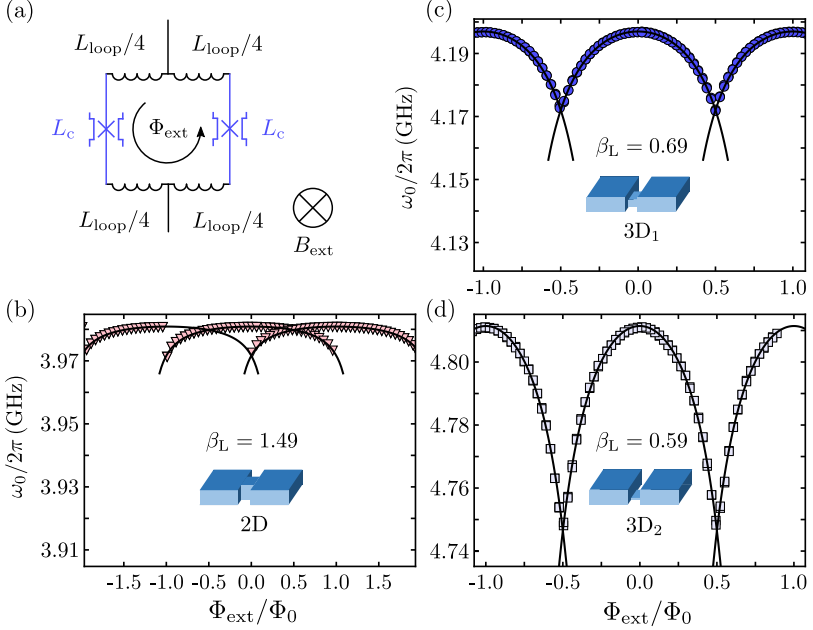 (a)
L_loop/4 L_loop/4
L_c Φ_ext L_c
L_loop/4 L_loop/4
B_ext
(b)
ω_0/2π (GHz)
3.97
3.95
3.93
3.91
β_L = 1.49
2D
-1.5 -1.0 -0.5 0.0 0.5 1.0 1.5
Φ_ext/Φ_0
(c)
ω_0/2π (GHz)
4.19
4.17
4.15
4.13
β_L = 0.69
3D_1
-1.0 -0.5 0.0 0.5 1.0
(d)
4.80
4.78
4.76
4.74
β_L = 0.59
3D_2
-1.0 -0.5 0.0 0.5 1.0
Φ_ext/Φ_0
ω_0/2π (GHz)